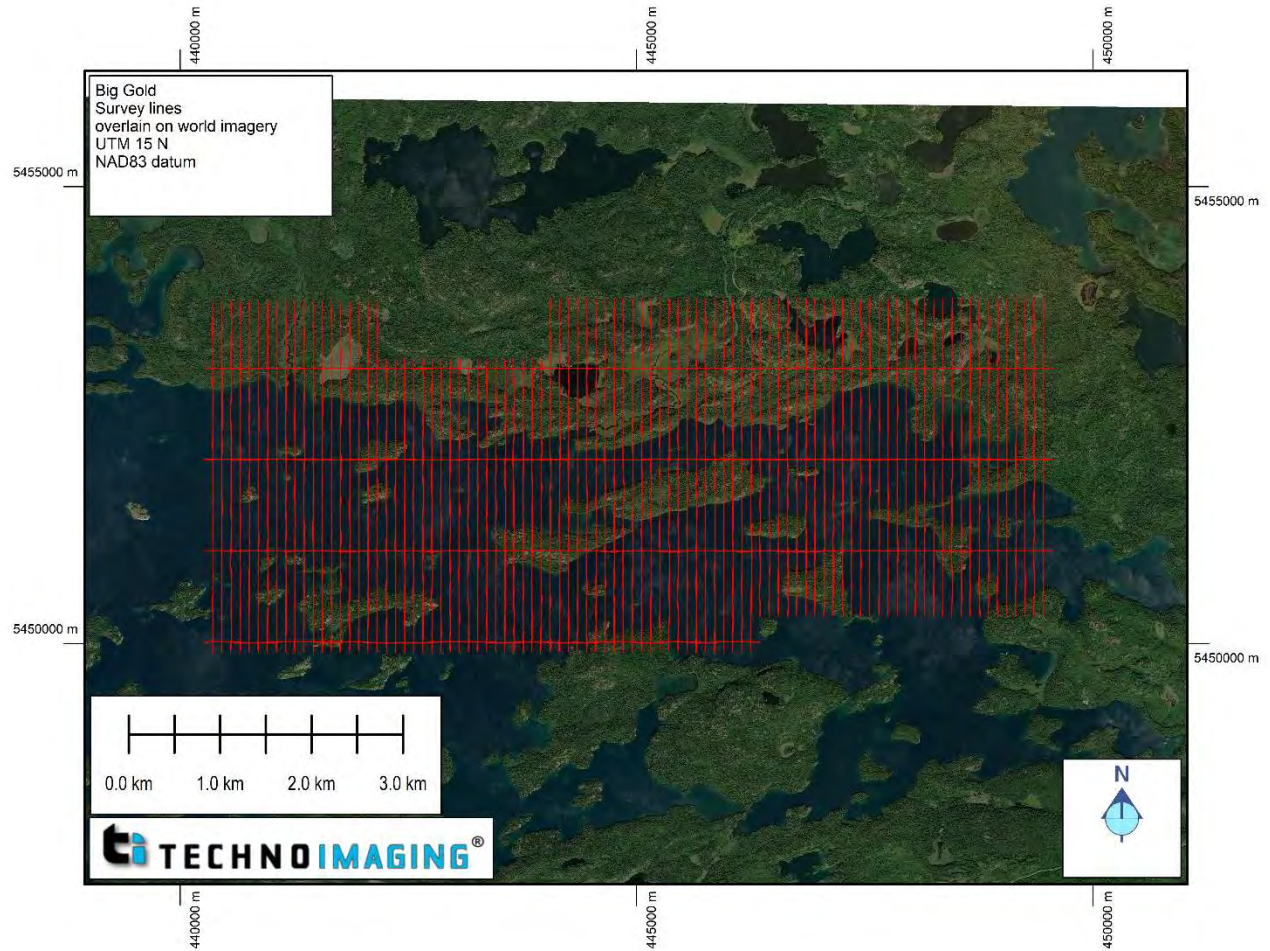 440000 m
445000 m
450000 m
Big Gold
Survey lines
overlain on world imagery
UTM 15 N
NAD83 datum
5455000 m
5455000 m
5450000 m
5450000 m
0.0 km 1.0 km 2.0 km 3.0 km
N
ti TECHNOIMAGING®
440000 m
445000 m
450000 m